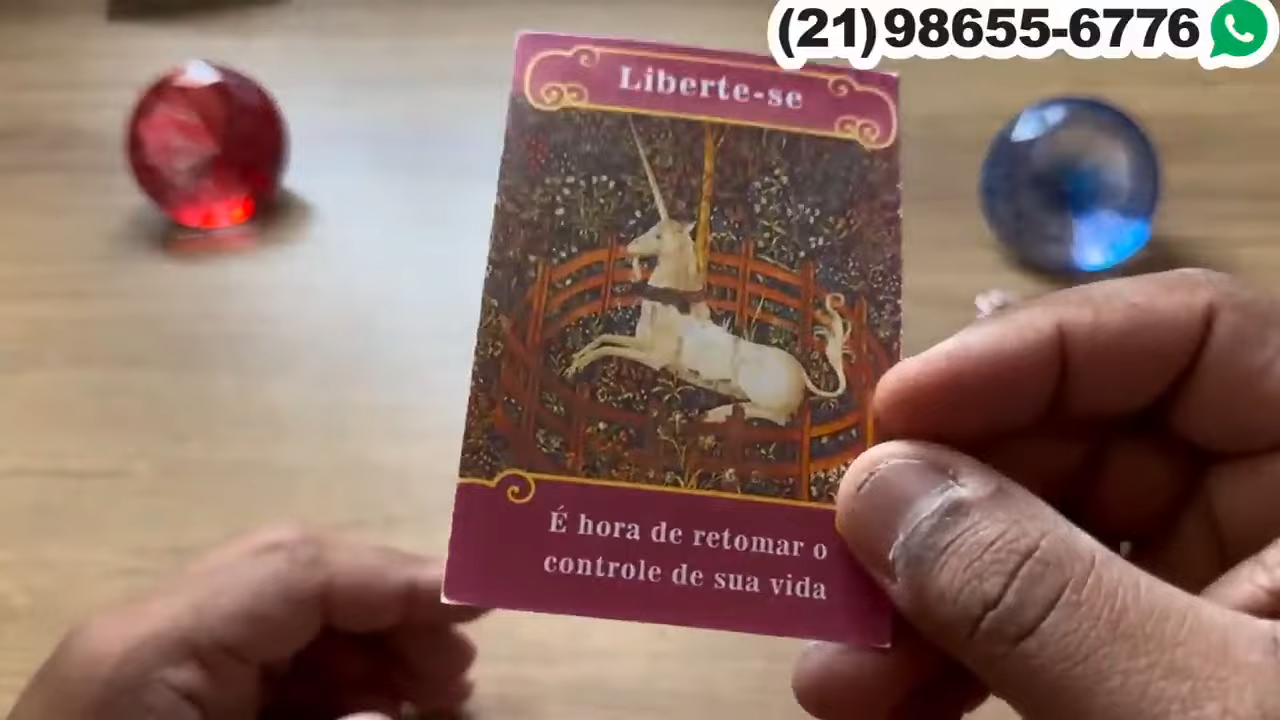 (21)98655-6776
Liberte-se
É hora de retomar o
controle de sua vida